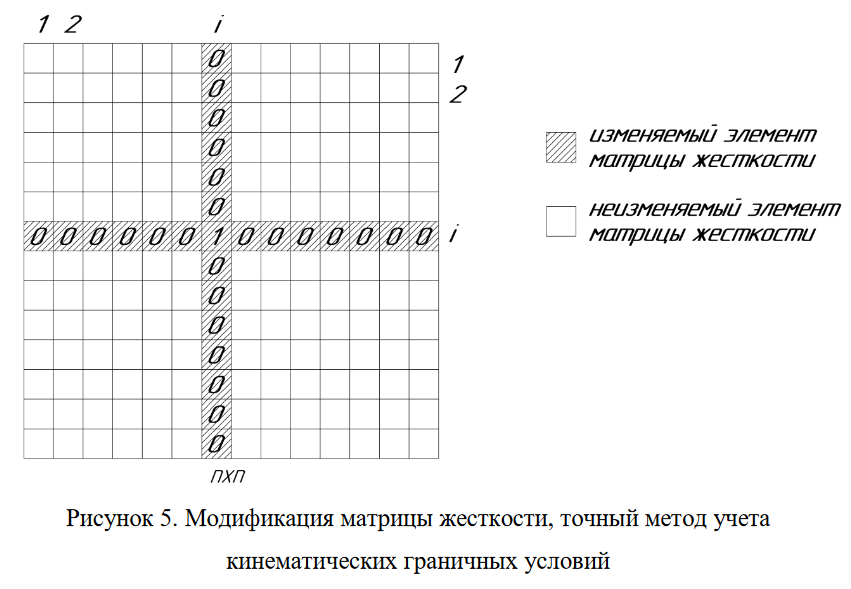 1 2 i
0 1
0 2
0
0
0
0
0 0 0 0 0 0 1 0 0 0 0 0 0 0 i
0
0
0
0
0
0
0
пхп
изменяемый элемент
матрицы жесткости
неизменяемый элемент
матрицы жесткости
Рисунок 5. Модификация матрицы жесткости, точный метод учета
кинематических граничных условий